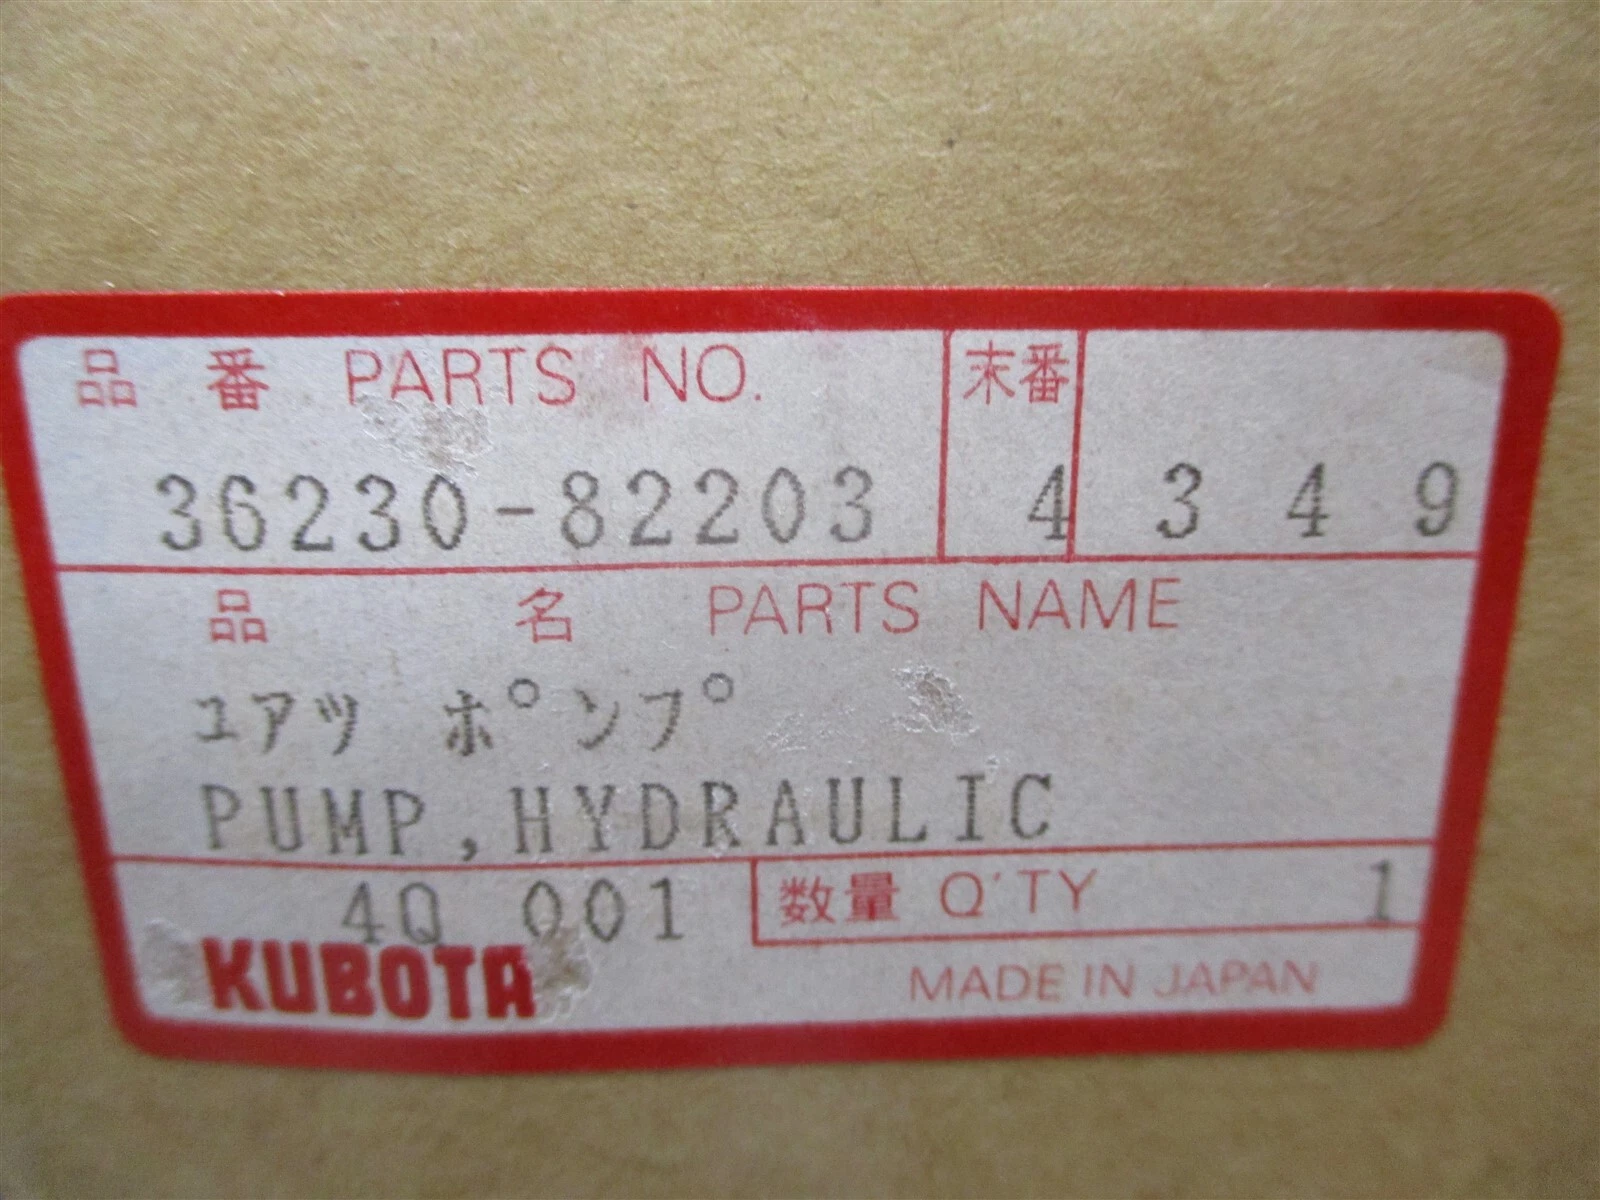 品 番 PARTS NO. 末番
36230-82203 4 3 4 9
品 名 PARTS NAME
ユアツ ポンプ
PUMP,HYDRAULIC
4Q 001 数量 Q'TY 1
KUBOTA MADE IN JAPAN